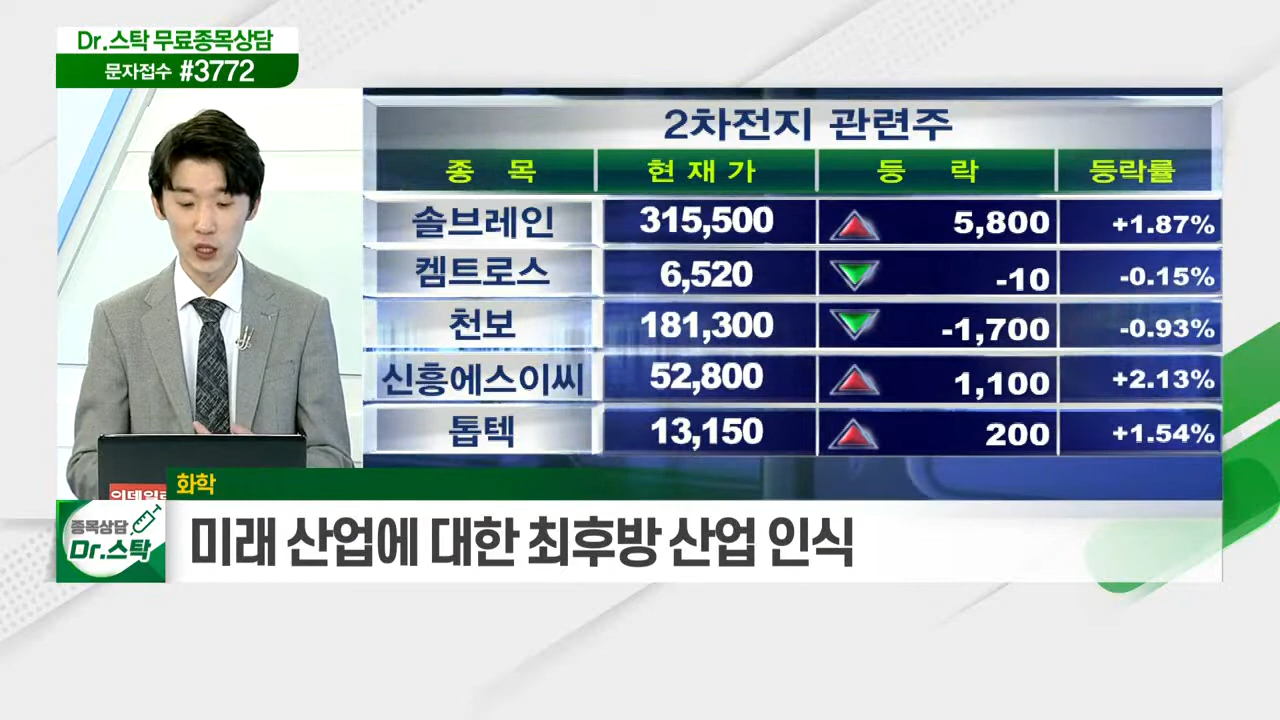 Dr.스탁 무료종목상담
문자접수 #3772
2차전지 관련주
종 목 현 재 가 등 락 등락률
솔브레인 315,500 5,800 +1.87%
켐트로스 6,520 -10 -0.15%
천보 181,300 -1,700 -0.93%
신흥에스이씨 52,800 1,100 +2.13%
톱텍 13,150 200 +1.54%
화학
종목상담
Dr.스탁
미래 산업에 대한 최후방 산업 인식